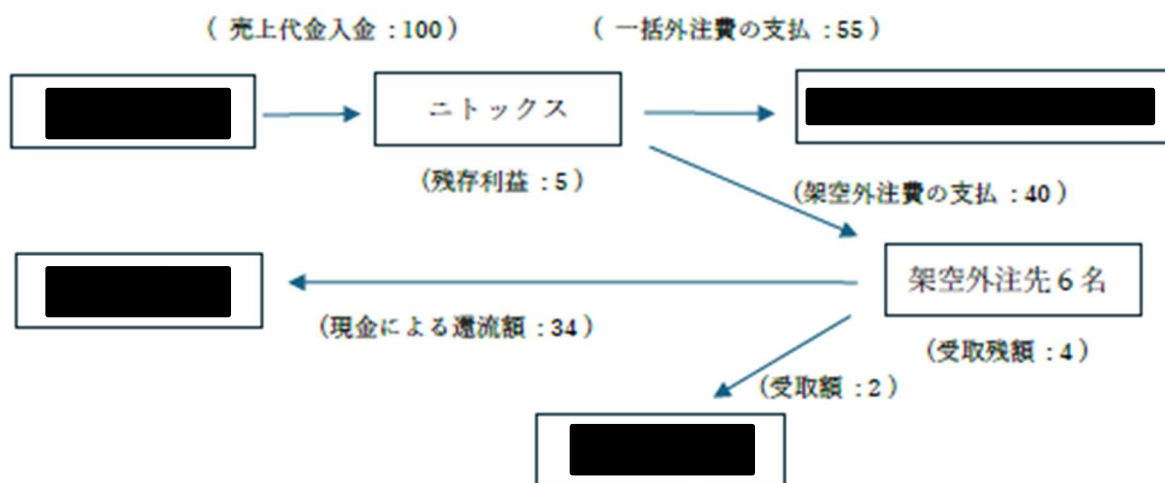 ( 売上代金入金 : 100 )
( 一括外注費の支払 : 55 )
ニトックス
(残存利益 : 5 )
(架空外注費の支払 : 40 )
架空外注先 6 名
(現金による還流額 : 34 )
(受取残額 : 4 )
(受取額 : 2 )